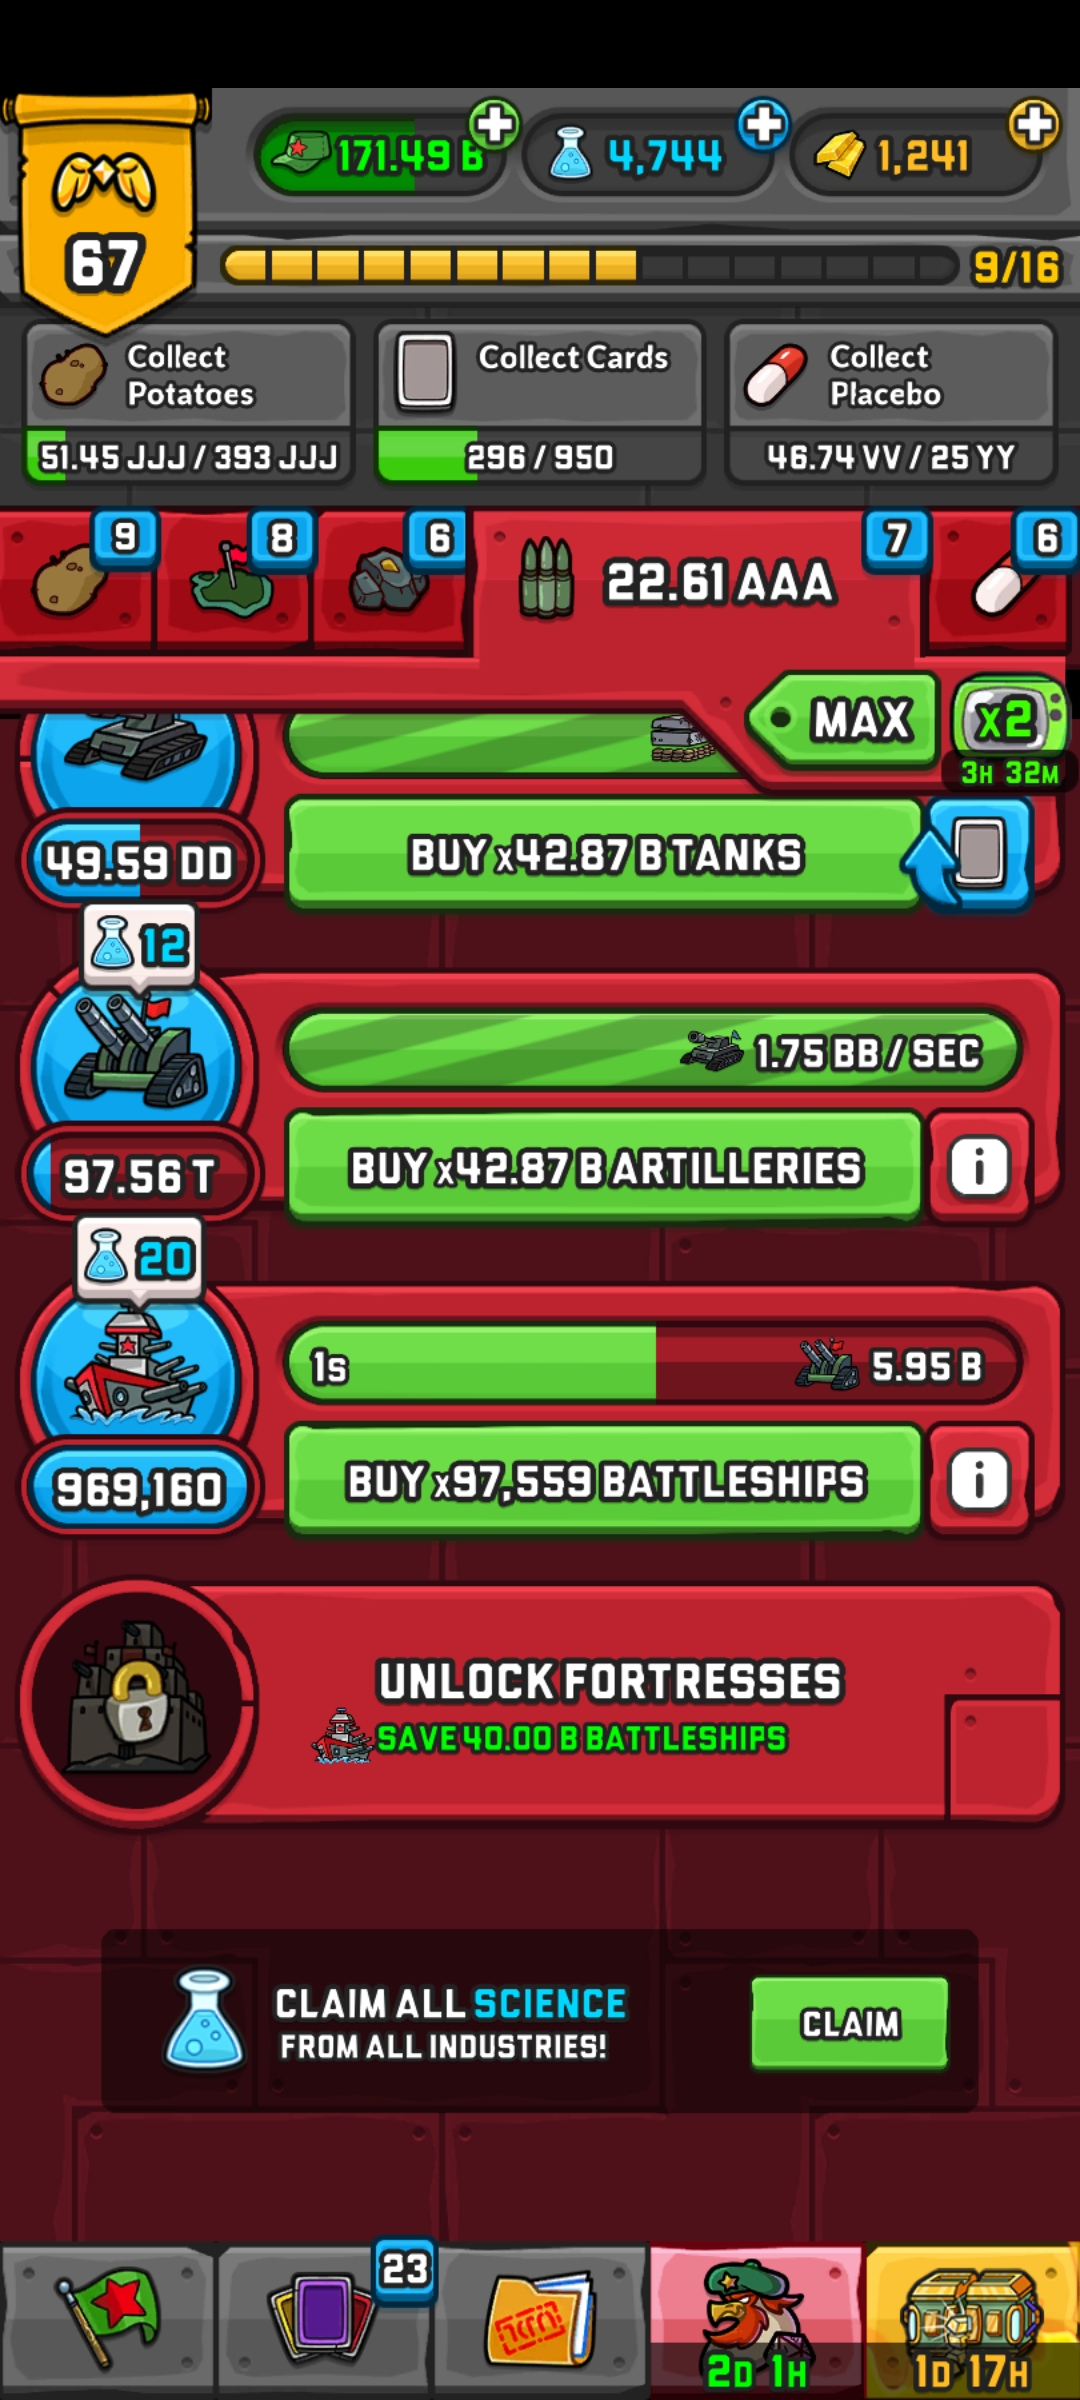 67
171.49 B
4,744
1,241
9/16
Collect
Potatoes
51.45 JJJ / 393 JJJ
Collect Cards
296 / 950
Collect
Placebo
46.74 VV / 25 YY
9
8
6
22.61 AAA
7
6
MAX
x2
3H 32M
49.59 DD
BUY x42.87 B TANKS
12
1.75 BB / SEC
97.56 T
BUY x42.87 B ARTILLERIES
i
20
1s
5.95 B
969,160
BUY x97,559 BATTLESHIPS
i
UNLOCK FORTRESSES
SAVE 40.00 B BATTLESHIPS
CLAIM ALL SCIENCE
FROM ALL INDUSTRIES!
CLAIM
23
2D 1H
1D 17H